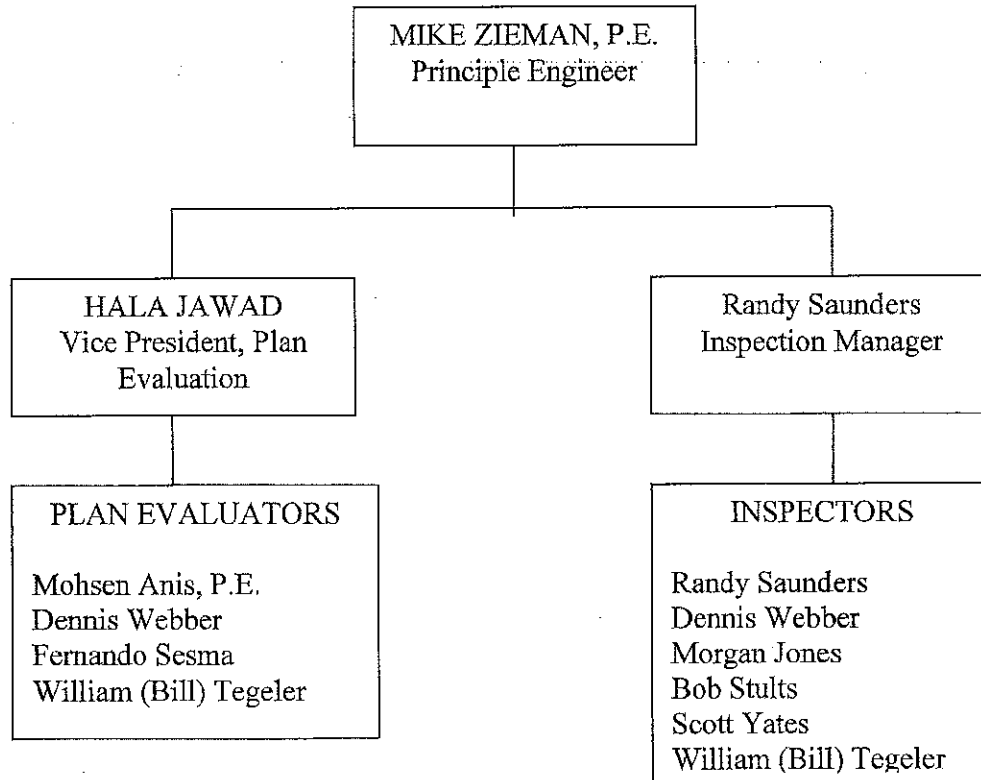 MIKE ZIEMAN, P.E.
Principle Engineer
HALA JAWAD
Vice President, Plan
Evaluation
Randy Saunders
Inspection Manager
PLAN EVALUATORS
Mohsen Anis, P.E.
Dennis Webber
Fernando Sesma
William (Bill) Tegeler
INSPECTORS
Randy Saunders
Dennis Webber
Morgan Jones
Bob Stults
Scott Yates
William (Bill) Tegeler